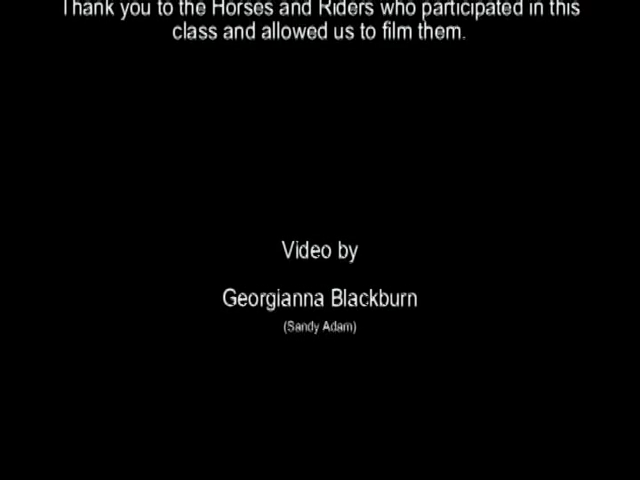 Thank you to the Horses and Riders who participated in this
class and allowed us to film them.
Video by
Georgianna Blackburn
(Sandy Adam)